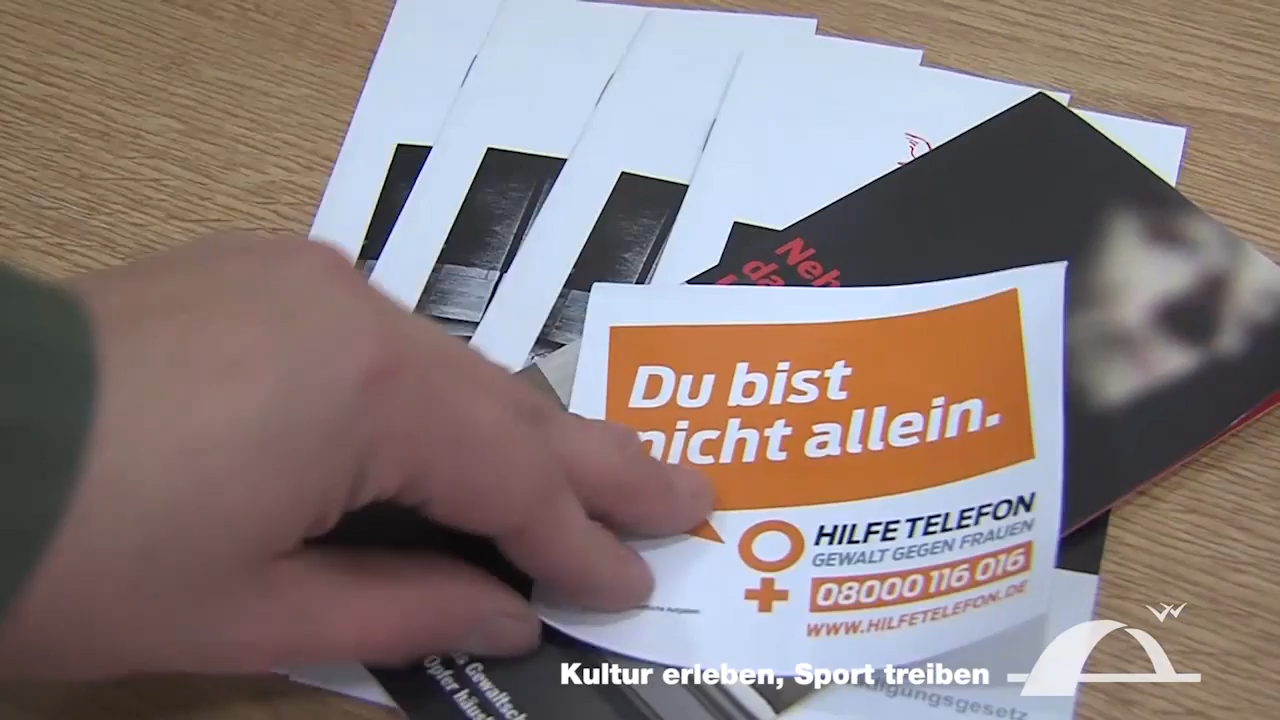 Du bist
nicht allein.
HILFE TELEFON
GEWALT GEGEN FRAUEN
08000 116 016
WWW.HILFETELEFON.DE
Kultur erleben, Sport treiben